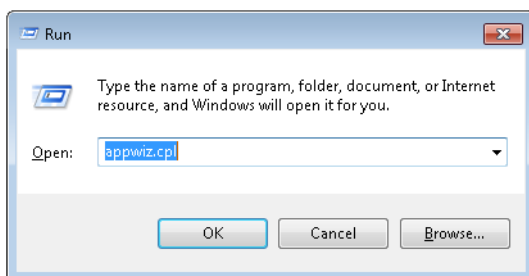 Run
Type the name of a program, folder, document, or Internet
resource, and Windows will open it for you.
Open: appwiz.cpl
OK Cancel Browse...